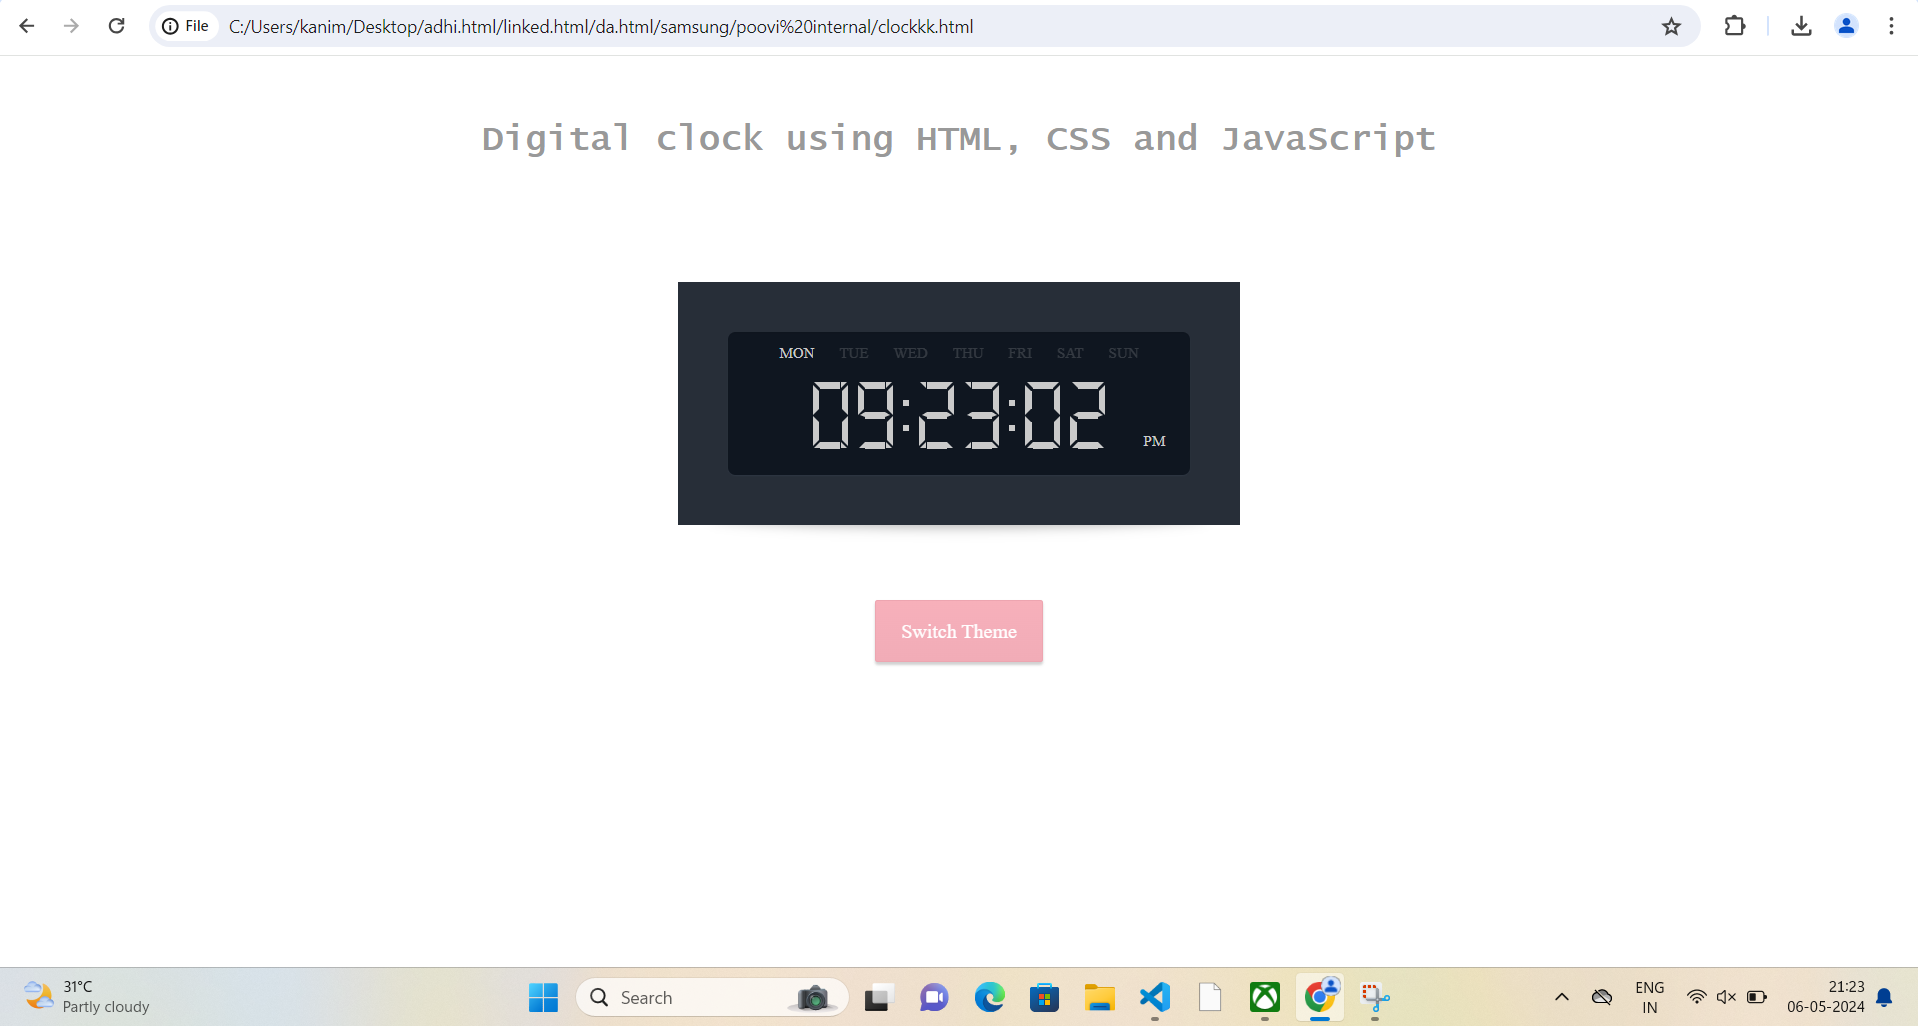 File C:/Users/kanim/Desktop/adhi.html/linked.html/da.html/samsung/poovi%20internal/clockkk.html
Digital clock using HTML, CSS and JavaScript
MON TUE WED THU FRI SAT SUN
09:23:02 PM
Switch Theme
31°C
Partly cloudy
Search
ENG
IN
21:23
06-05-2024